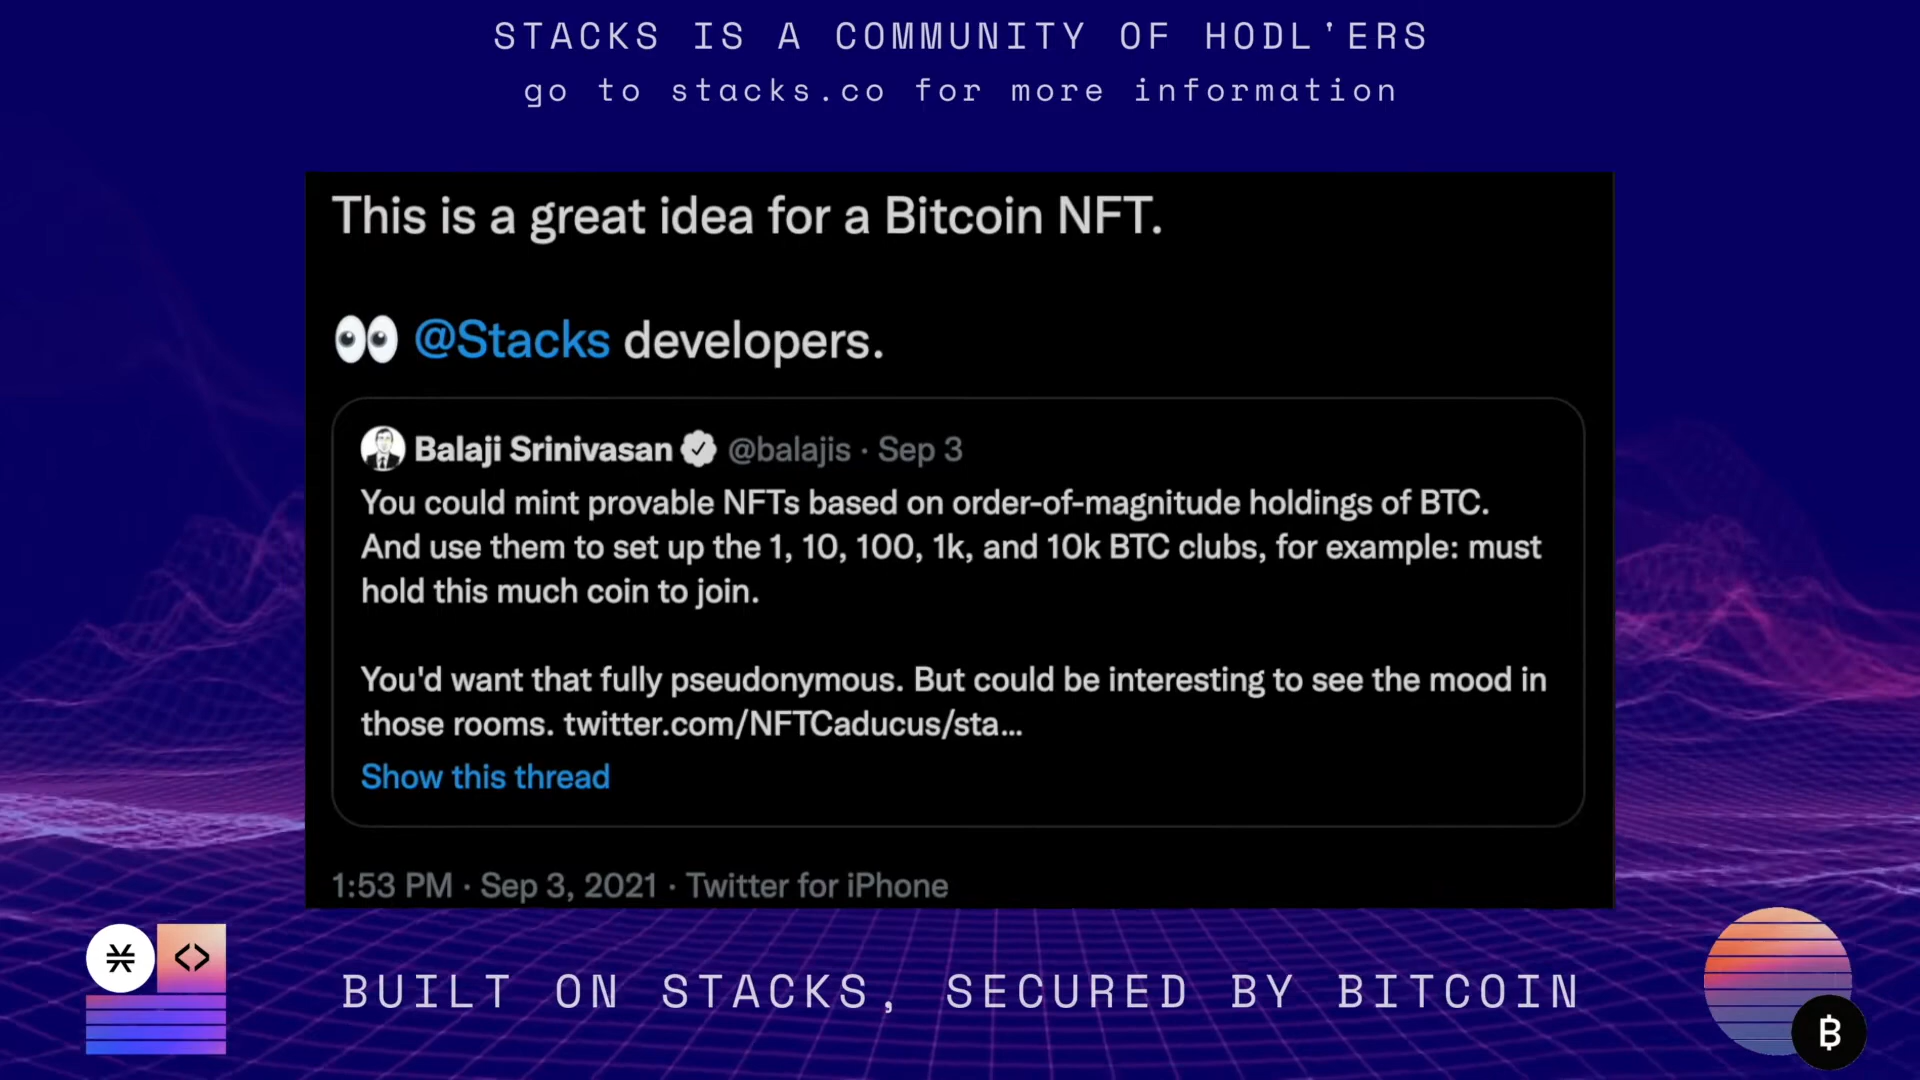 STACKS IS A COMMUNITY OF HODL'ERS
go to stacks.co for more information
This is a great idea for a Bitcoin NFT.
👀 @Stacks developers.
Balaji Srinivasan @balajis · Sep 3
You could mint provable NFTs based on order-of-magnitude holdings of BTC.
And use them to set up the 1, 10, 100, 1k, and 10k BTC clubs, for example: must
hold this much coin to join.
You'd want that fully pseudonymous. But could be interesting to see the mood in
those rooms. twitter.com/NFTCaducus/sta...
Show this thread
1:53 PM · Sep 3, 2021 · Twitter for iPhone
BUILT ON STACKS, SECURED BY BITCOIN